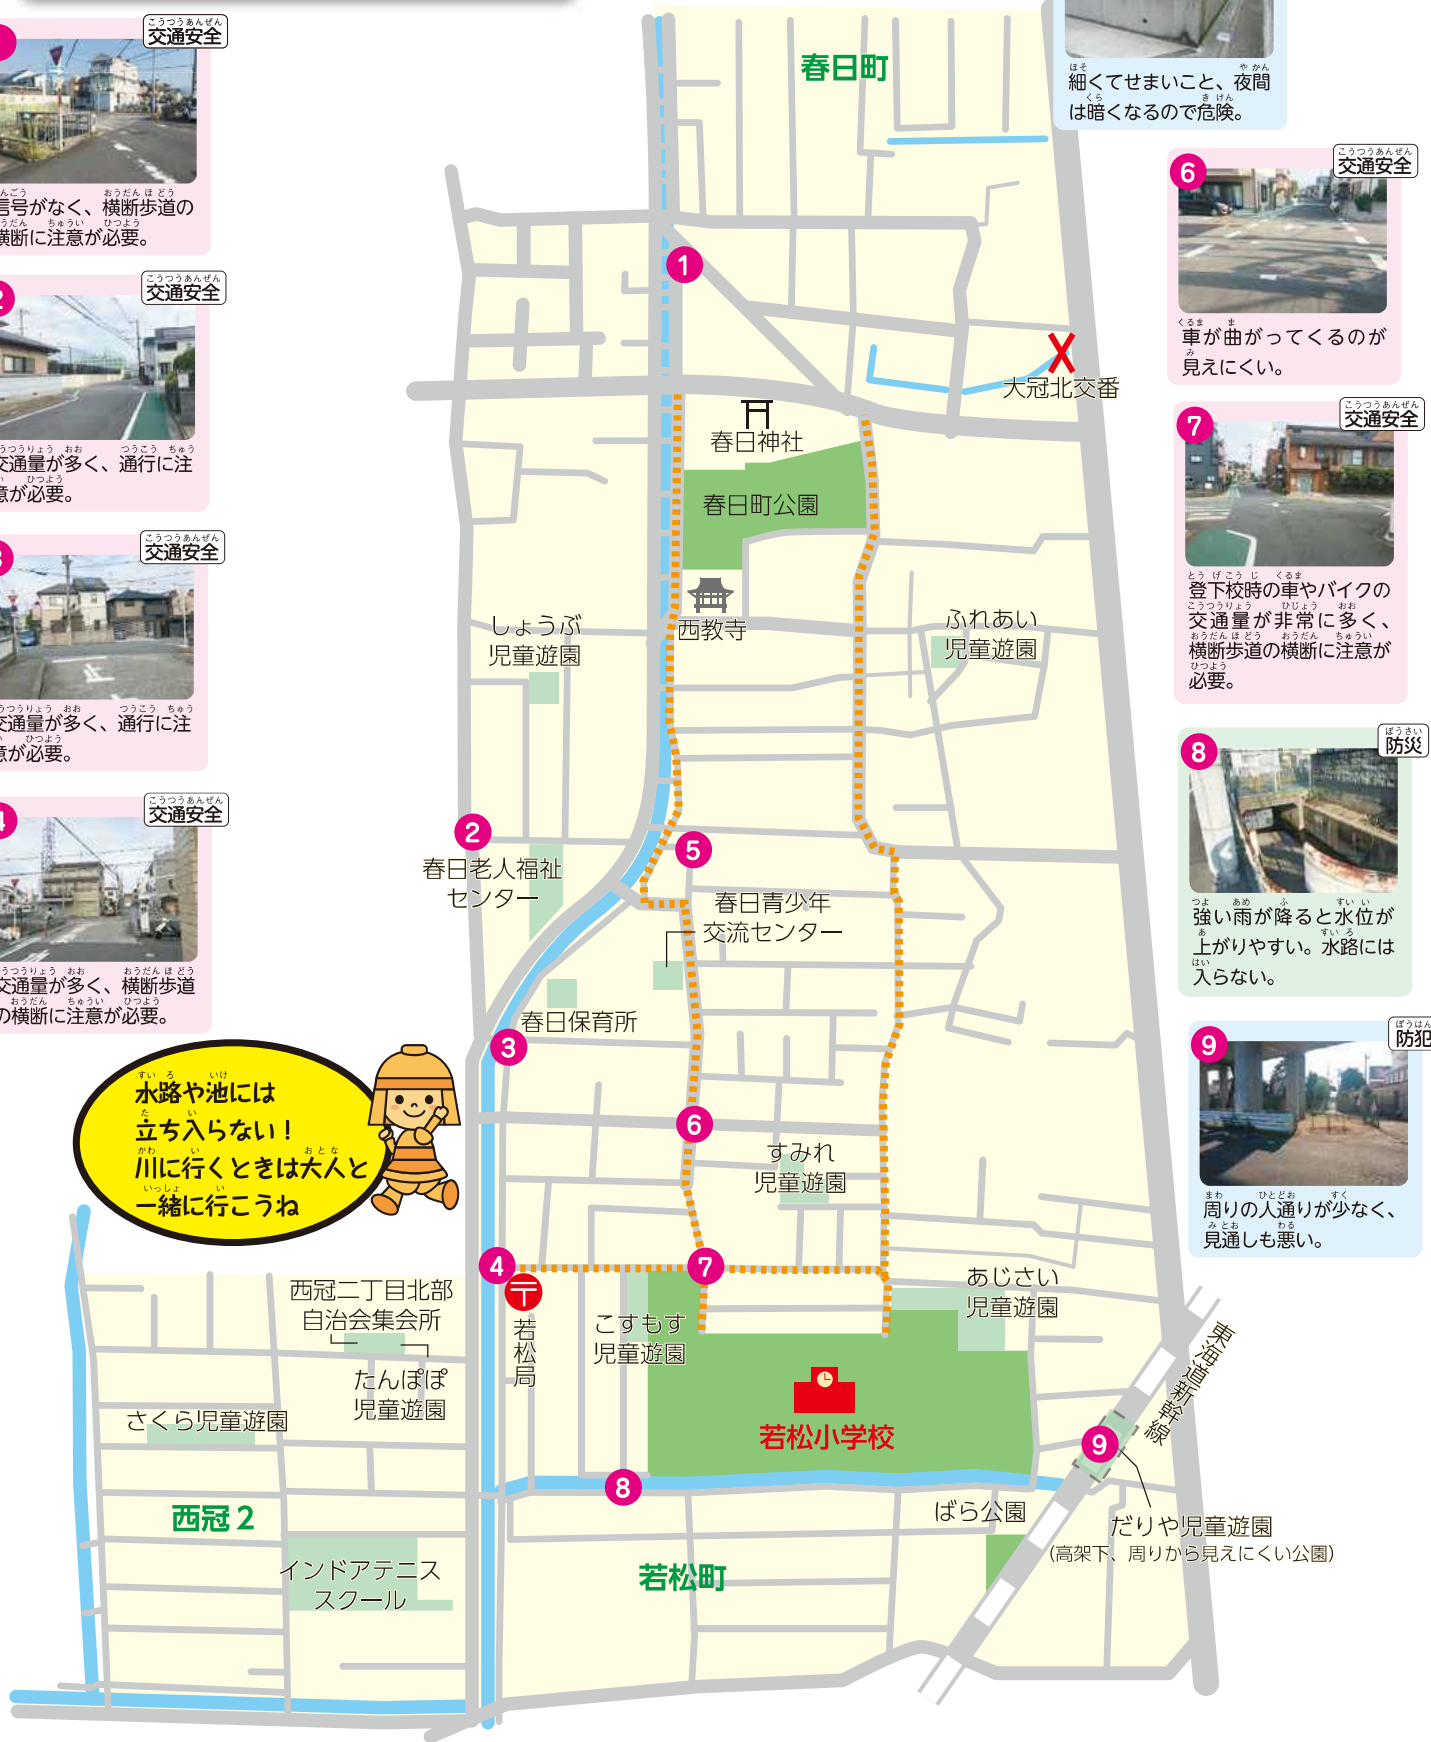 交通安全
信号がなく、横断歩道の
横断に注意が必要。
2
交通安全
交通量が多く、通行に注
意が必要。
3
交通安全
交通量が多く、通行に注
意が必要。
4
交通安全
交通量が多く、横断歩道
の横断に注意が必要。
水路や池には
立ち入らない!
川に行くときは大人と
一緒に行こうね
春日町
1
大冠北交番
春日神社
春日町公園
西教寺
しょうぶ
児童遊園
ふれあい
児童遊園
2
春日老人福祉
センター
5
春日青少年
交流センター
春日保育所
3
6
すみれ
児童遊園
4
7
若松局
こすもす
児童遊園
あじさい
児童遊園
西冠二丁目北部
自治会集会所
たんぽぽ
児童遊園
さくら児童遊園
若松小学校
東海道新幹線
9
8
西冠2
ばら公園
だりや児童遊園
(高架下、周りから見えにくい公園)
インドアテニス
スクール
若松町
細くてせまいこと、夜間
は暗くなるので危険。
6
交通安全
車が曲がってくるのが
見えにくい。
7
交通安全
登下校時の車やバイクの
交通量が非常に多く、
横断歩道の横断に注意が
必要。
8
防災
強い雨が降ると水位が
上がりやすい。水路には
入らない。
9
防犯
周りの人通りが少なく、
見通しも悪い。